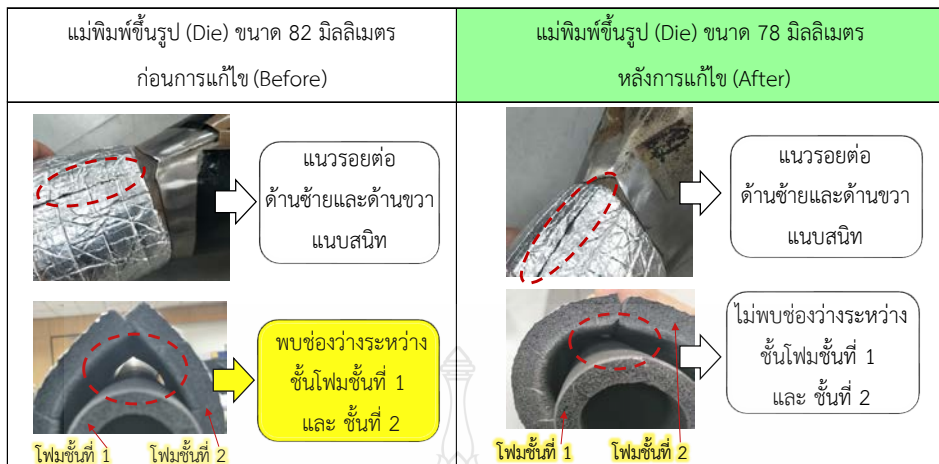 แม่พิมพ์ขึ้นรูป (Die) ขนาด 82 มิลลิเมตร
ก่อนการแก้ไข (Before)
แม่พิมพ์ขึ้นรูป (Die) ขนาด 78 มิลลิเมตร
หลังการแก้ไข (After)
แนวรอยต่อ
ด้านซ้ายและด้านขวา
แนบสนิท
แนวรอยต่อ
ด้านซ้ายและด้านขวา
แนบสนิท
พบช่องว่างระหว่าง
ชั้นโฟมชั้นที่ 1
และ ชั้นที่ 2
โฟมชั้นที่ 1
โฟมชั้นที่ 2
ไม่พบช่องว่างระหว่าง
ชั้นโฟมชั้นที่ 1
และ ชั้นที่ 2
โฟมชั้นที่ 1
โฟมชั้นที่ 2